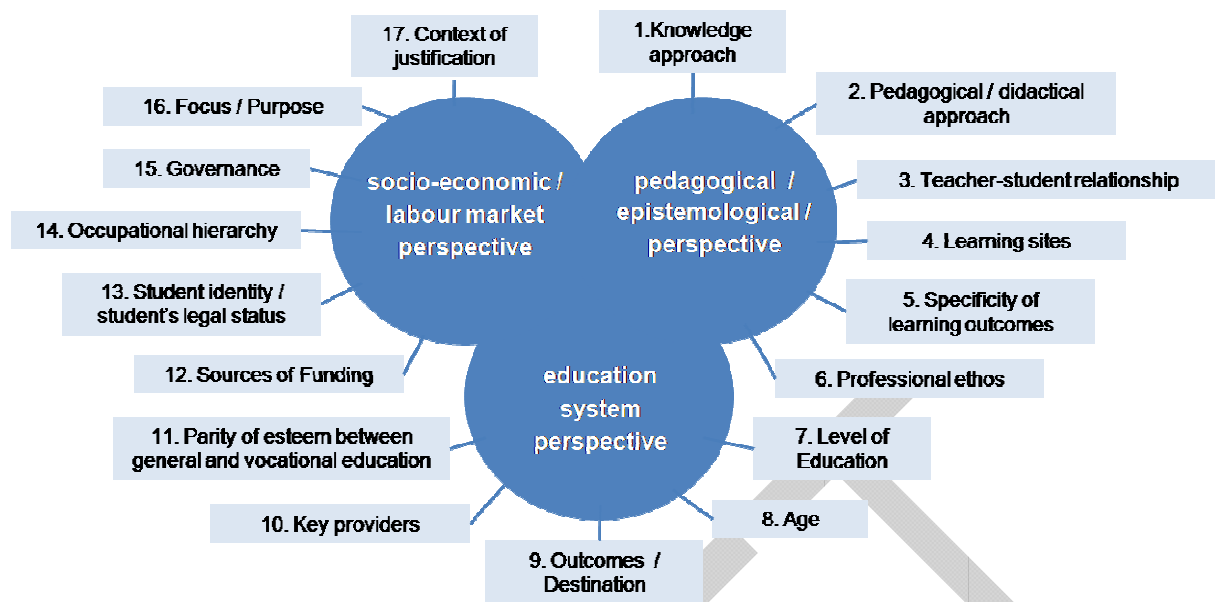 17. Context of
justification
1.Knowledge
approach
16. Focus / Purpose
2. Pedagogical / didactical
approach
15. Governance
3. Teacher-student relationship
14. Occupational hierarchy
4. Learning sites
13. Student identity /
student's legal status
5. Specificity of
learning outcomes
12. Sources of Funding
6. Professional ethos
11. Parity of esteem between
general and vocational education
7. Level of
Education
10. Key providers
8. Age
9. Outcomes /
Destination
socio-economic /
labour market
perspective
pedagogical /
epistemological /
perspective
education
system
perspective